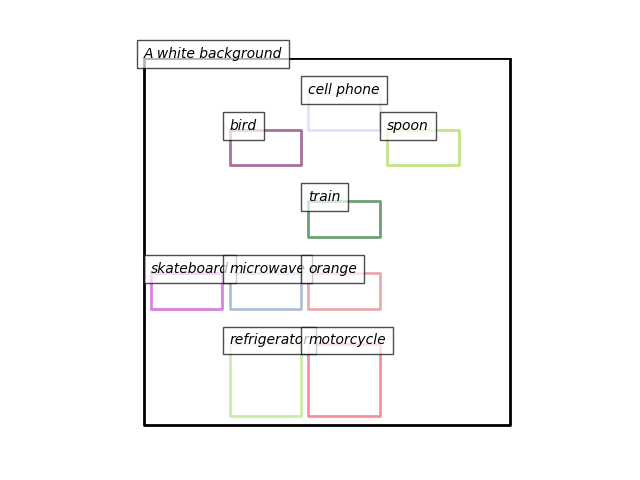 A white background
cell phone
bird
spoon
train
skateboard
microwave
orange
refrigerator
motorcycle